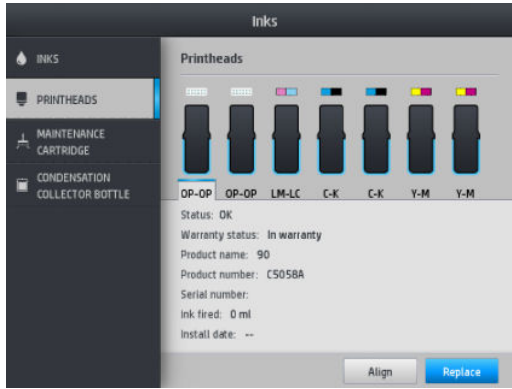 Inks
INKS
PRINTHEADS
MAINTENANCE
CARTRIDGE
CONDENSATION
COLLECTOR BOTTLE
Printheads
OP-OP OP-OP LM-LC C-K C-K Y-M Y-M
Status: OK
Warranty status: In warranty
Product name: 90
Product number: C5058A
Serial number:
Ink fired: 0 ml
Install date: --
Align Replace